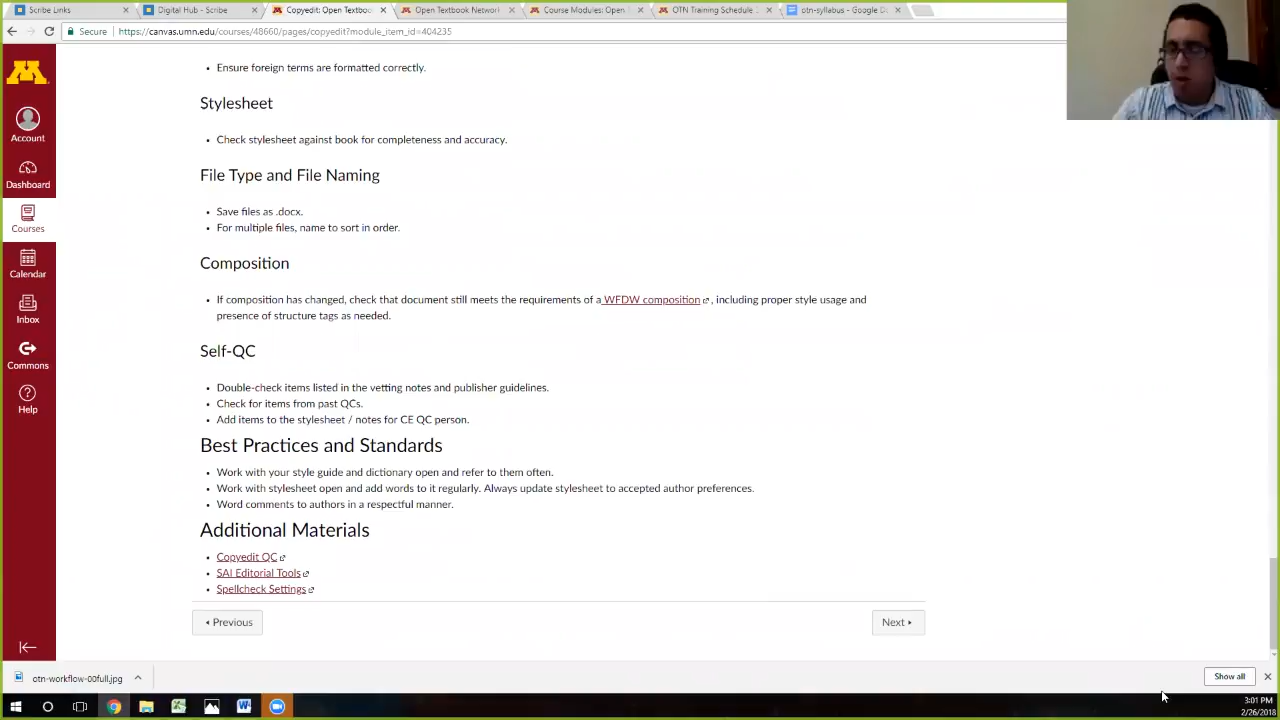 Scribe Links
Digital Hub - Scribe
Copyedit: Open Textboo
Open Textbook Network
Course Modules: Open
OTN Training Schedule
otn-syllabus - Google D
Secure
https://canvas.umn.edu/courses/48660/pages/copyedit?module_item_id=404235
Account
Dashboard
Courses
Calendar
Inbox
Commons
Help
Ensure foreign terms are formatted correctly.
Stylesheet
Check stylesheet against book for completeness and accuracy.
File Type and File Naming
Save files as .docx.
For multiple files, name to sort in order.
Composition
If composition has changed, check that document still meets the requirements of a WFDW composition , including proper style usage and
presence of structure tags as needed.
Self-QC
Double-check items listed in the vetting notes and publisher guidelines.
Check for items from past QCs.
Add items to the stylesheet / notes for CE QC person.
Best Practices and Standards
Work with your style guide and dictionary open and refer to them often.
Work with stylesheet open and add words to it regularly. Always update stylesheet to accepted author preferences.
Word comments to authors in a respectful manner.
Additional Materials
Copyedit QC
SAI Editorial Tools
Spellcheck Settings
Previous
Next
otn-workflow-00full.jpg
Show all
3:01 PM
2/26/2018